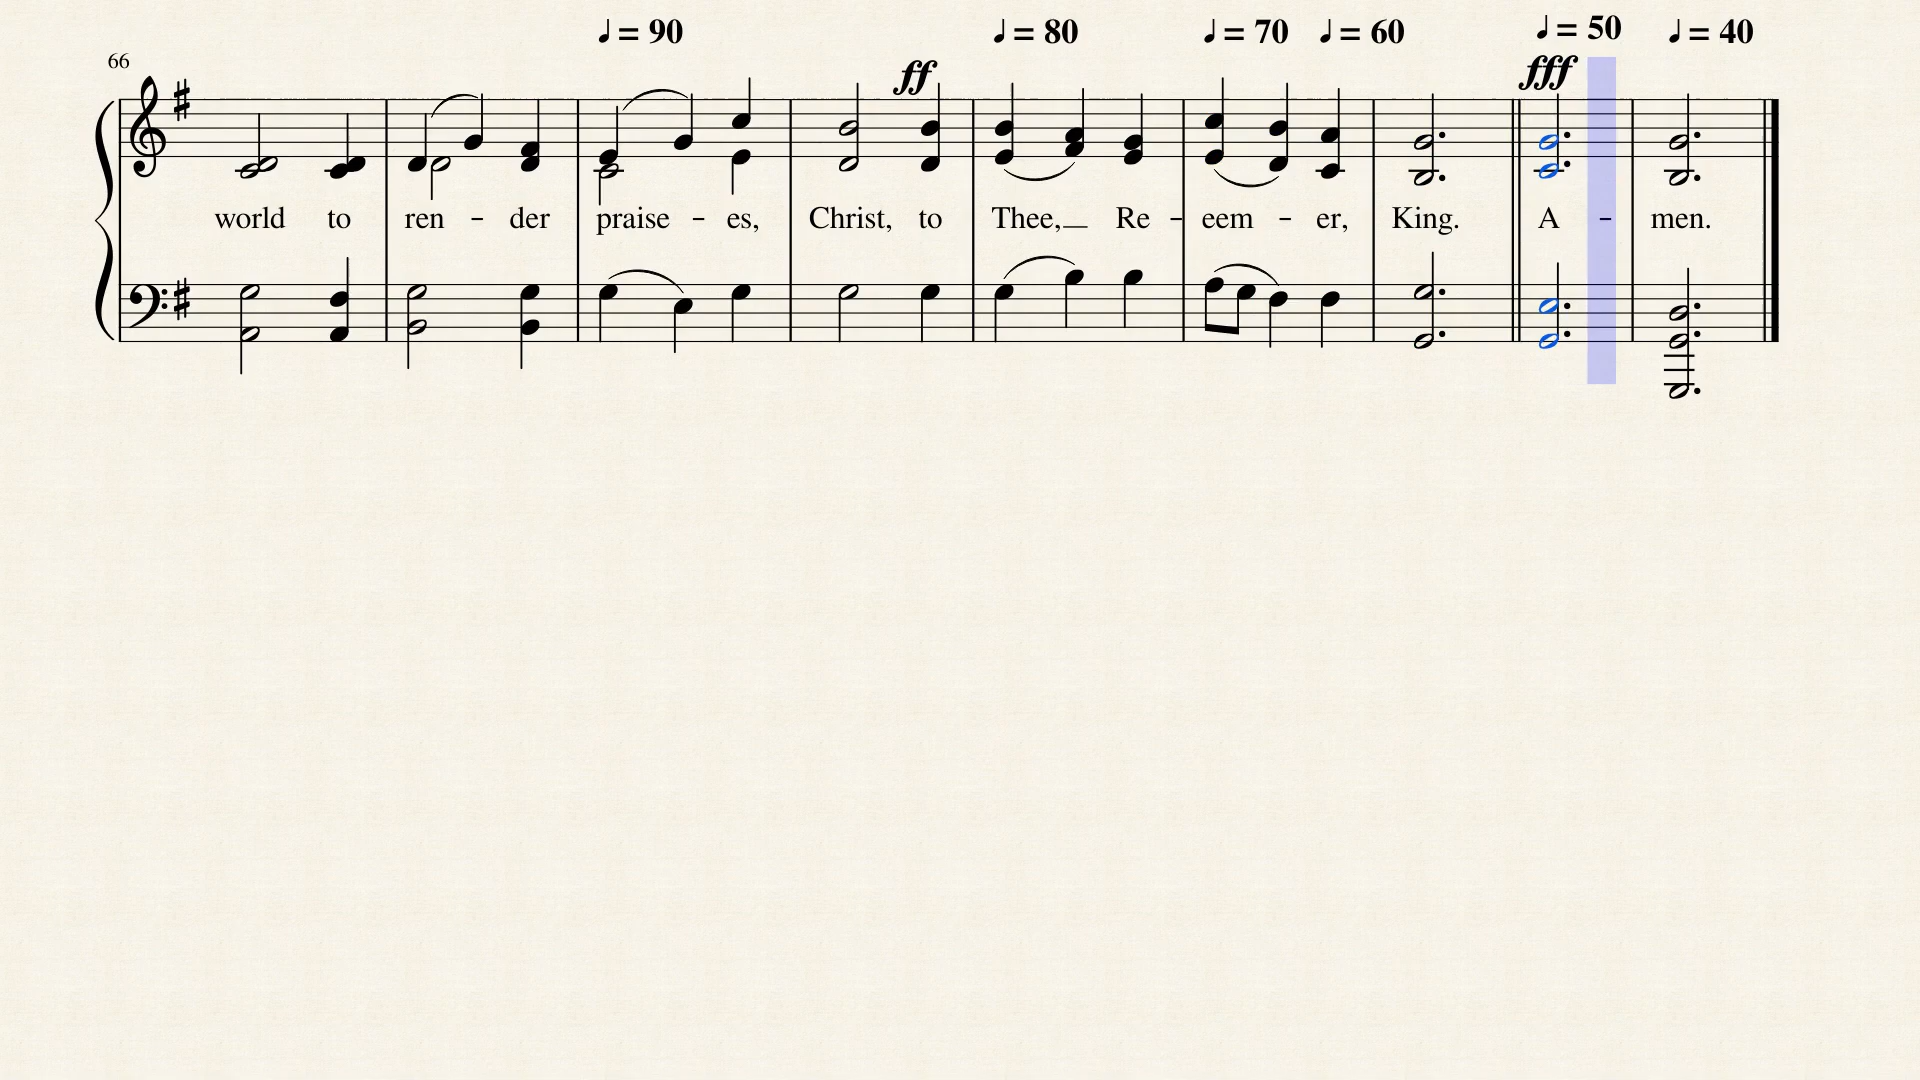 ♩ = 90 ♩ = 80 ♩ = 70 ♩ = 60 ♩ = 50 ♩ = 40
66 ff fff
world to ren - der praise - es, Christ, to Thee,__ Re - eem - er, King. A - men.